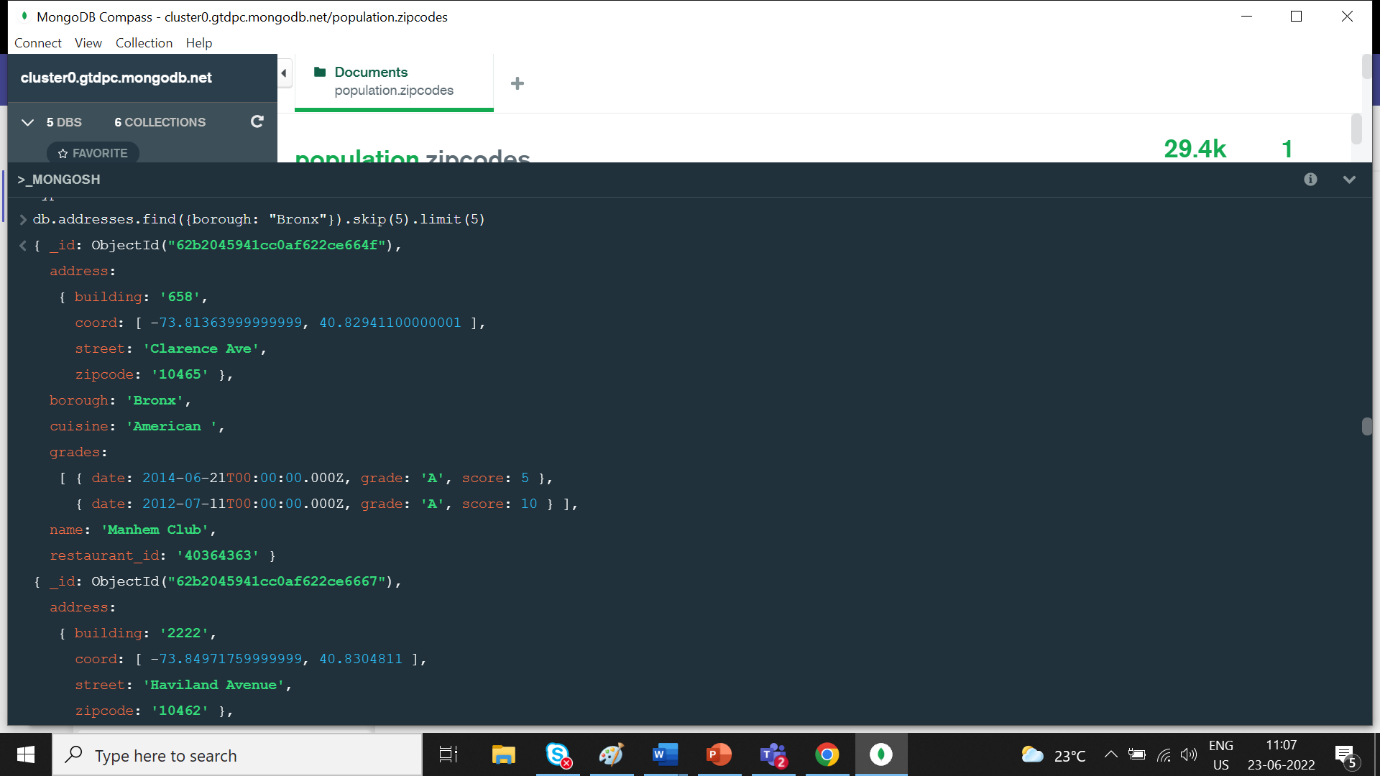 MongoDB Compass - cluster0.gtdpc.mongodb.net/population.zipcodes
Connect View Collection Help
cluster0.gtdpc.mongodb.net
Documents
population.zipcodes
5 DBS 6 COLLECTIONS
FAVORITE
population.zipcodes
29.4k 1
>_MONGOSH
db.addresses.find({borough: "Bronx"}).skip(5).limit(5)
{ _id: ObjectId("62b2045941cc0af622ce664f"),
address:
{ building: '658',
coord: [ -73.81363999999999, 40.82941100000001 ],
street: 'Clarence Ave',
zipcode: '10465' },
borough: 'Bronx',
cuisine: 'American ',
grades:
[ { date: 2014-06-21T00:00:00.000Z, grade: 'A', score: 5 },
{ date: 2012-07-11T00:00:00.000Z, grade: 'A', score: 10 } ],
name: 'Manhem Club',
restaurant_id: '40364363' }
{ _id: ObjectId("62b2045941cc0af622ce6667"),
address:
{ building: '2222',
coord: [ -73.84971759999999, 40.8304811 ],
street: 'Haviland Avenue',
zipcode: '10462' },
Type here to search
23°C
ENG
US
11:07
23-06-2022
5
2